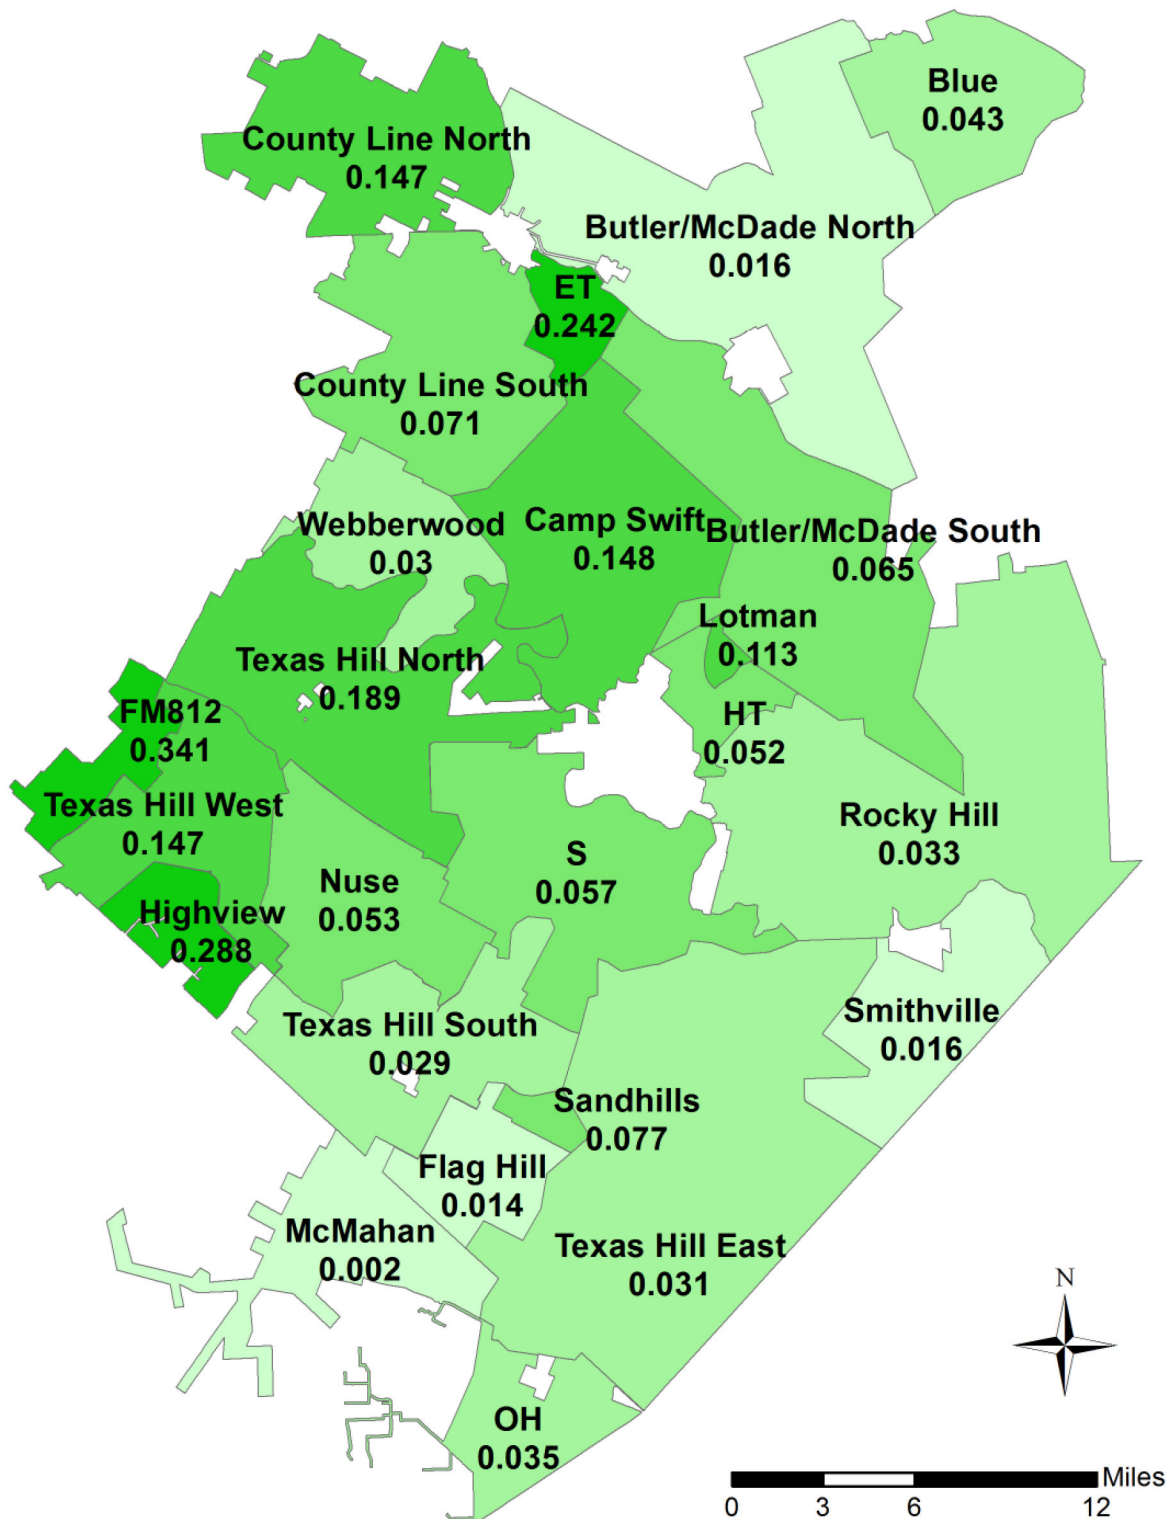 Blue
0.043
County Line North
0.147
Butler/McDade North
0.016
ET
0.242
County Line South
0.071
Webberwood
0.03
Camp Swift
0.148
Butler/McDade South
0.065
Lotman
0.113
Texas Hill North
0.189
FM812
0.341
HT
0.052
Texas Hill West
0.147
Rocky Hill
0.033
S
0.057
Nuse
0.053
Highview
0.288
Smithville
0.016
Texas Hill South
0.029
Sandhills
0.077
Flag Hill
0.014
McMahan
0.002
Texas Hill East
0.031
N
OH
0.035
Miles
0 3 6 12